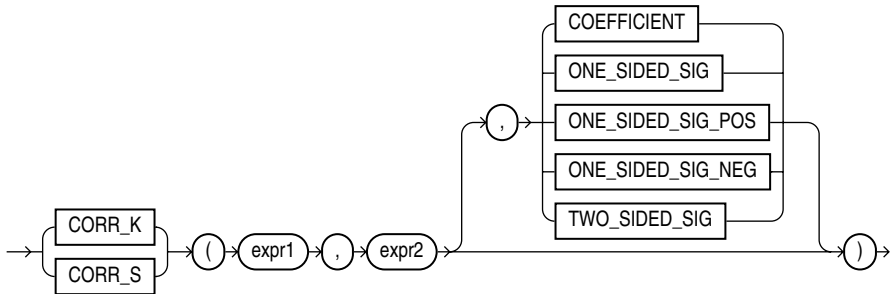 COEFFICIENT
ONE_SIDED_SIG
, ONE_SIDED_SIG_POS
ONE_SIDED_SIG_NEG
TWO_SIDED_SIG
CORR_K
CORR_S
( expr1 , expr2 )